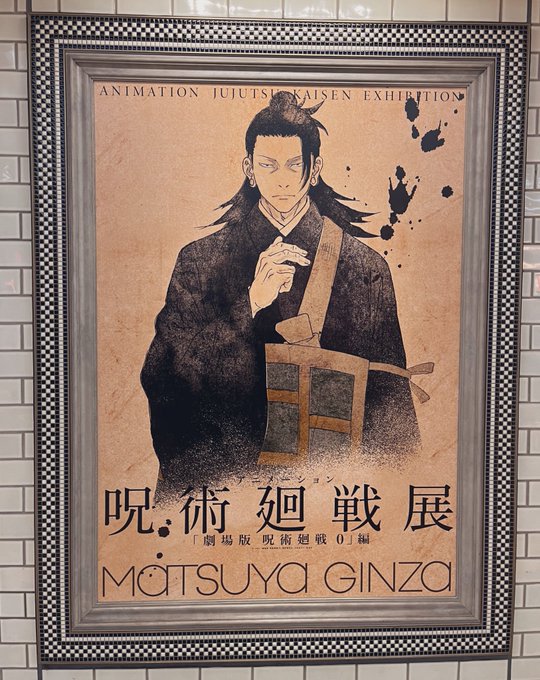 ANIMATION JUJUTSU KAISEN EXHIBITION
アニメーション
呪術廻戦展
「劇場版 呪術廻戦 0」編
MATSUYA GINZA